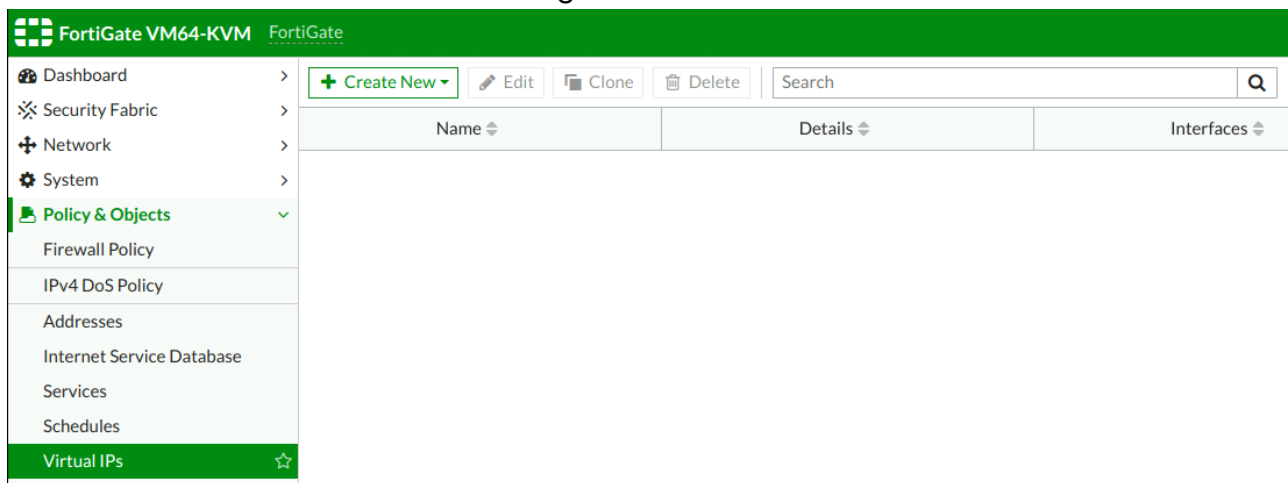 FortiGate VM64-KVM FortiGate
Dashboard
Security Fabric
Network
System
Policy & Objects
Firewall Policy
IPv4 DoS Policy
Addresses
Internet Service Database
Services
Schedules
Virtual IPs
+ Create New Edit Clone Delete Search
Name Details Interfaces